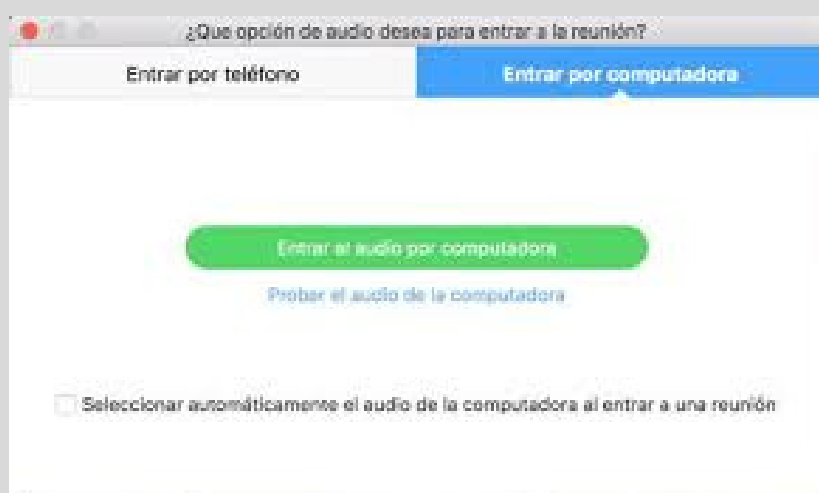 ¿Que opción de audio desea para entrar a la reunión?
Entrar por teléfono
Entrar por computadora
Entrar al audio por computadora
Probar el audio de la computadora
Seleccionar automáticamente el audio de la computadora al entrar a una reunión